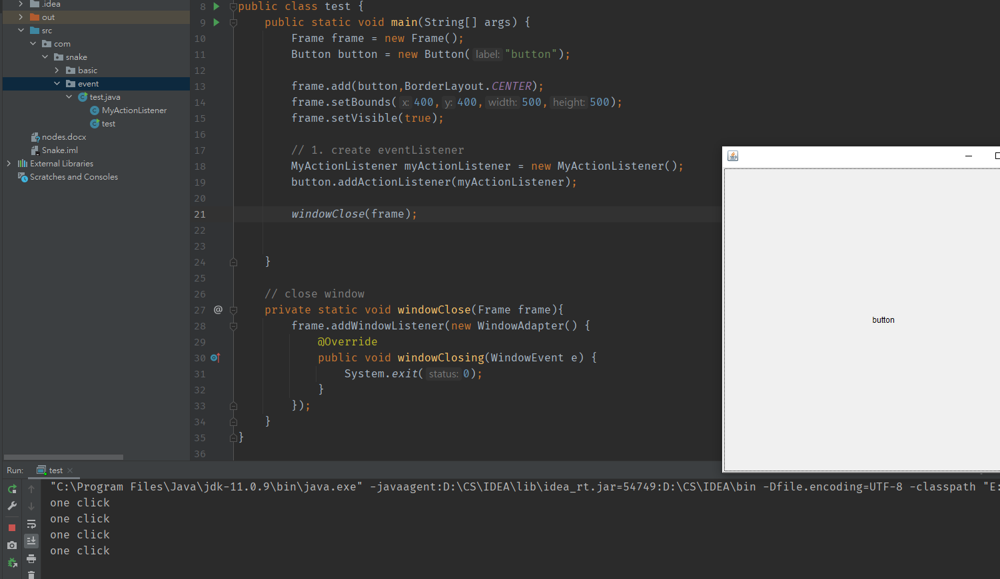 .idea
out
src
com
snake
basic
event
test.java
MyActionListener
test
nodes.docx
Snake.iml
External Libraries
Scratches and Consoles
8 public class test {
9 public static void main(String[] args) {
10 Frame frame = new Frame();
11 Button button = new Button( label: "button");
12
13 frame.add(button,BorderLayout.CENTER);
14 frame.setBounds( x: 400, y: 400, width: 500, height: 500);
15 frame.setVisible(true);
16
17 // 1. create eventListener
18 MyActionListener myActionListener = new MyActionListener();
19 button.addActionListener(myActionListener);
20
21 windowClose(frame);
22
23
24 }
25
26 // close window
27 @ private static void windowClose(Frame frame){
28 frame.addWindowListener(new WindowAdapter() {
29 @Override
30 public void windowClosing(WindowEvent e) {
31 System.exit( status: 0);
32 }
33 });
34 }
35 }
36
button
Run: test
"C:\Program Files\Java\jdk-11.0.9\bin\java.exe" -javaagent:D:\CS\IDEA\lib\idea_rt.jar=54749:D:\CS\IDEA\bin -Dfile.encoding=UTF-8 -classpath "E:
one click
one click
one click
one click